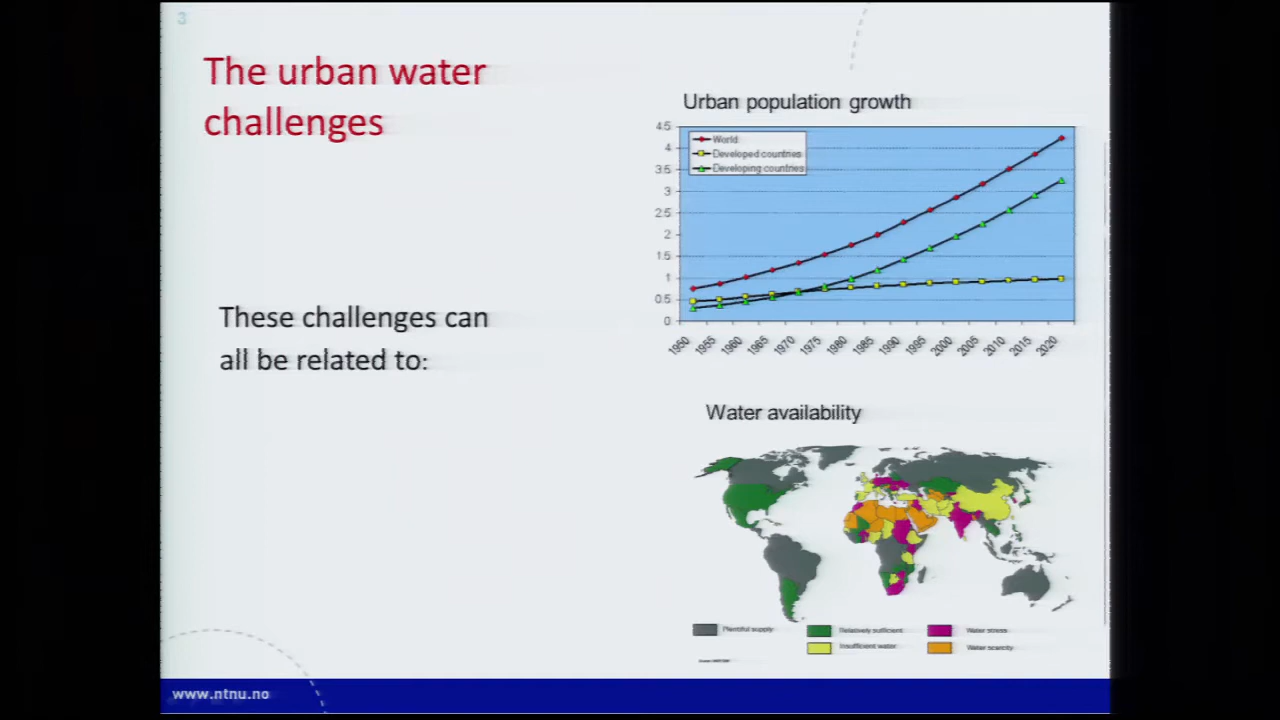 3
The urban water
challenges
These challenges can
all be related to:
Urban population growth
World
Developed countries
Developing countries
4.5
4
3.5
3
2.5
2
1.5
1
0.5
0
1950 1955 1960 1965 1970 1975 1980 1985 1990 1995 2000 2005 2010 2015 2020
Water availability
Plentiful supply
Relatively sufficient
Water stress
Insufficient water
Water scarcity
www.ntnu.no